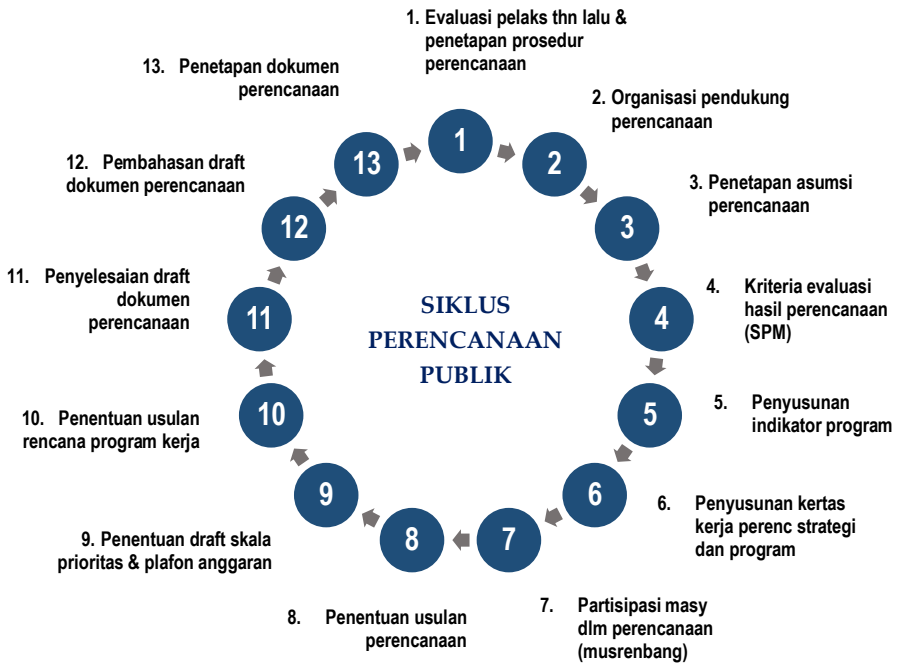 1. Evaluasi pelaks thn lalu &
penetapan prosedur
perencanaan
2. Organisasi pendukung
perencanaan
3. Penetapan asumsi
perencanaan
4. Kriteria evaluasi
hasil perencanaan
(SPM)
5. Penyusunan
indikator program
6. Penyusunan kertas
kerja perenc strategi
dan program
7. Partisipasi masy
dlm perencanaan
(musrenbang)
8. Penentuan usulan
perencanaan
9. Penentuan draft skala
prioritas & plafon anggaran
10. Penentuan usulan
rencana program kerja
11. Penyelesaian draft
dokumen
perencanaan
12. Pembahasan draft
dokumen perencanaan
13. Penetapan dokumen
perencanaan
1
2
3
4
5
6
7
8
9
10
11
12
13
SIKLUS
PERENCANAAN
PUBLIK